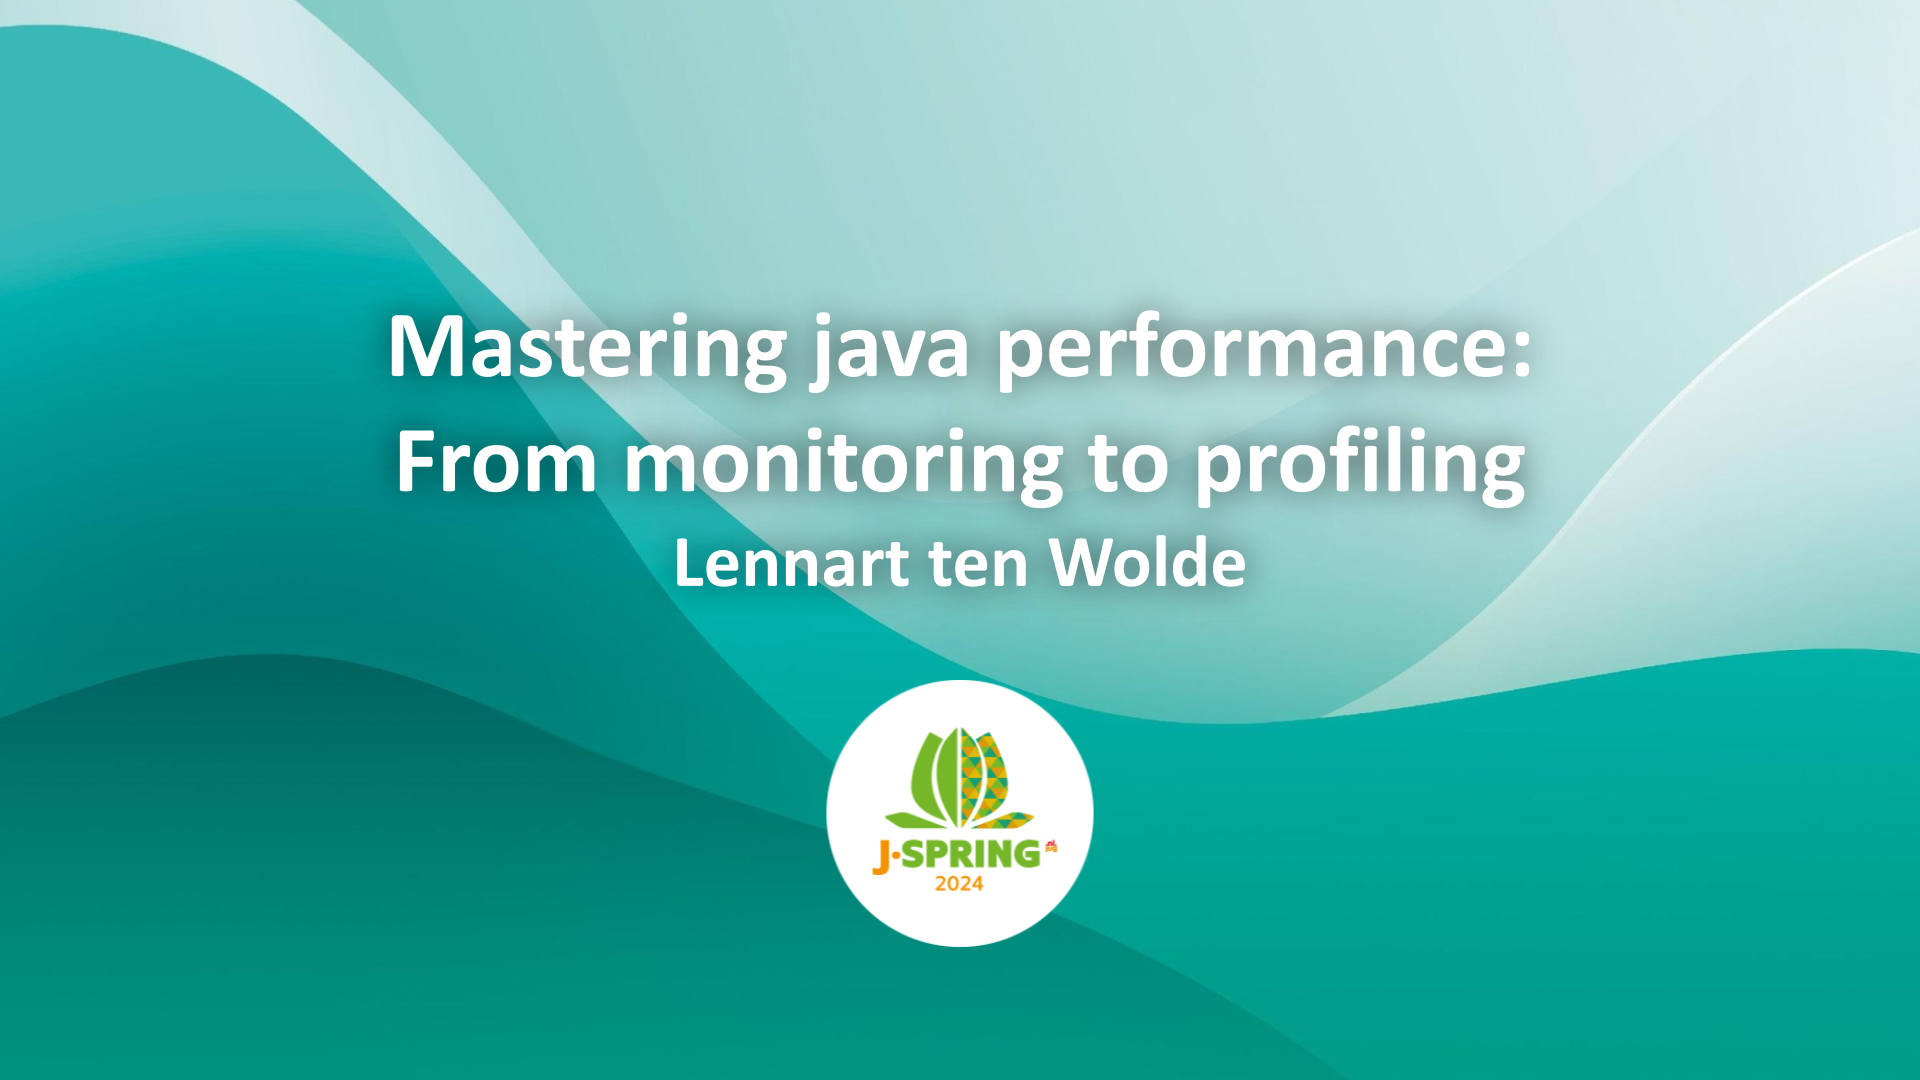 Mastering java performance:
From monitoring to profiling
Lennart ten Wolde
J·SPRING
2024